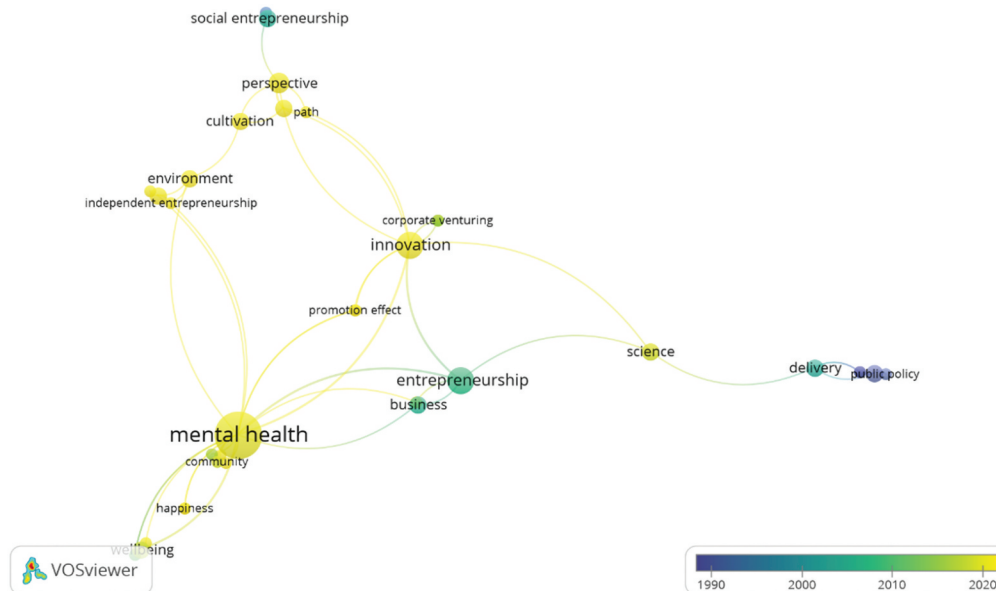 social entrepreneurship
perspective
path
cultivation
environment
independent entrepreneurship
corporate venturing
innovation
promotion effect
science
delivery
public policy
entrepreneurship
business
mental health
community
happiness
wellbeing
VOSviewer
1990 2000 2010 2020